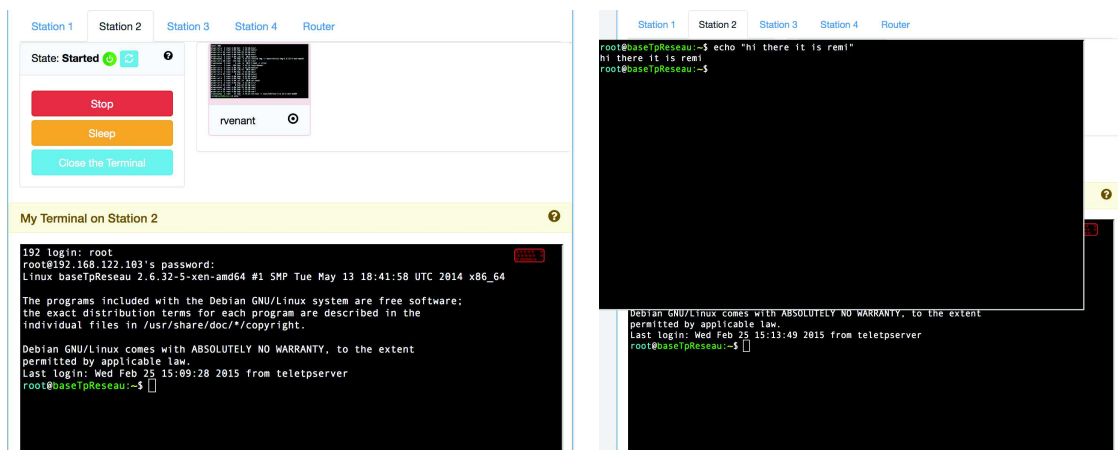 Station 1 Station 2 Station 3 Station 4 Router
State: Started
Stop
Sleep
Close the Terminal
rvenant
My Terminal on Station 2
192 login: root
root@192.168.122.103's password:
Linux baseTpReseau 2.6.32-5-xen-amd64 #1 SMP Tue May 13 18:41:58 UTC 2014 x86_64
The programs included with the Debian GNU/Linux system are free software;
the exact distribution terms for each program are described in the
individual files in /usr/share/doc/*/copyright.
Debian GNU/Linux comes with ABSOLUTELY NO WARRANTY, to the extent
permitted by applicable law.
Last login: Wed Feb 25 15:09:28 2015 from teletpserver
root@baseTpReseau:~$
Station 1 Station 2 Station 3 Station 4 Router
root@baseTpReseau:~$ echo "hi there it is remi"
hi there it is remi
root@baseTpReseau:~$
Debian GNU/Linux comes with ABSOLUTELY NO WARRANTY, to the extent
permitted by applicable law.
Last login: Wed Feb 25 15:13:49 2015 from teletpserver
root@baseTpReseau:~$